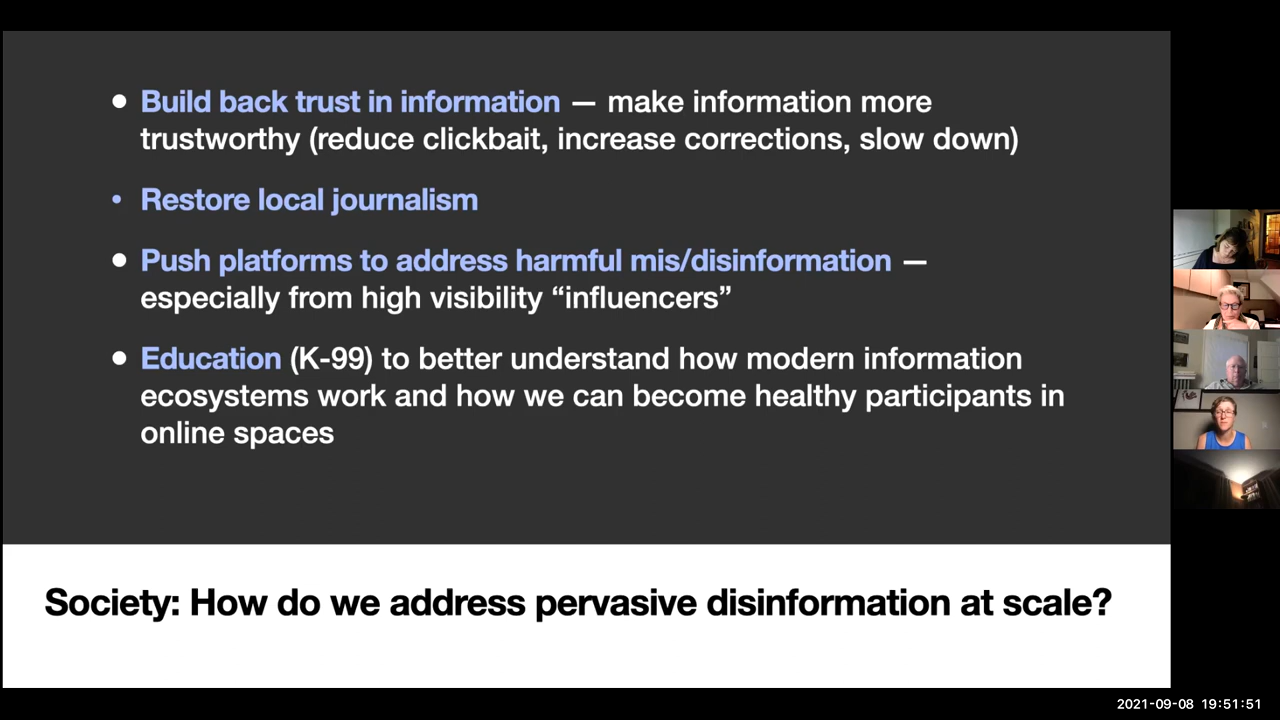 • Build back trust in information — make information more
trustworthy (reduce clickbait, increase corrections, slow down)
• Restore local journalism
• Push platforms to address harmful mis/disinformation —
especially from high visibility “influencers”
• Education (K-99) to better understand how modern information
ecosystems work and how we can become healthy participants in
online spaces
Society: How do we address pervasive disinformation at scale?
2021-09-08 19:51:51